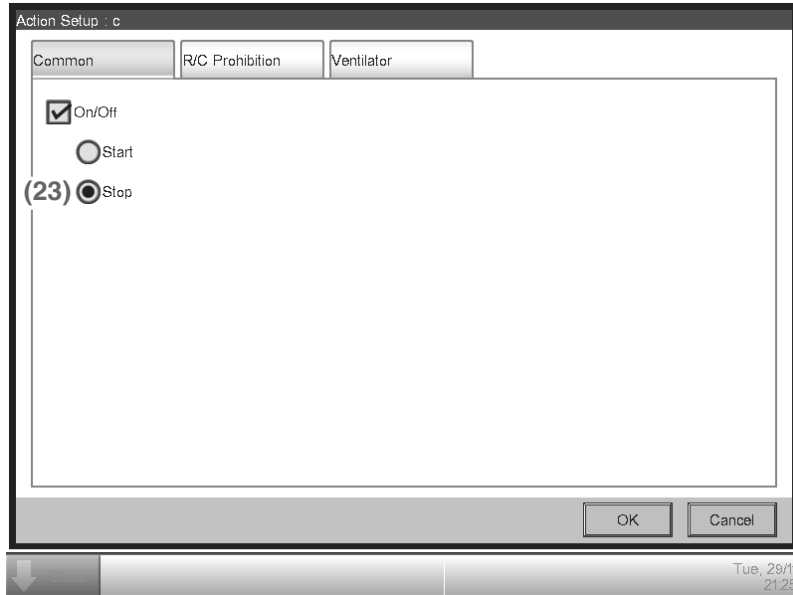 Action Setup : c
Common R/C Prohibition Ventilator
On/Off
Start
(23) Stop
OK Cancel
Tue, 29/1
21:25